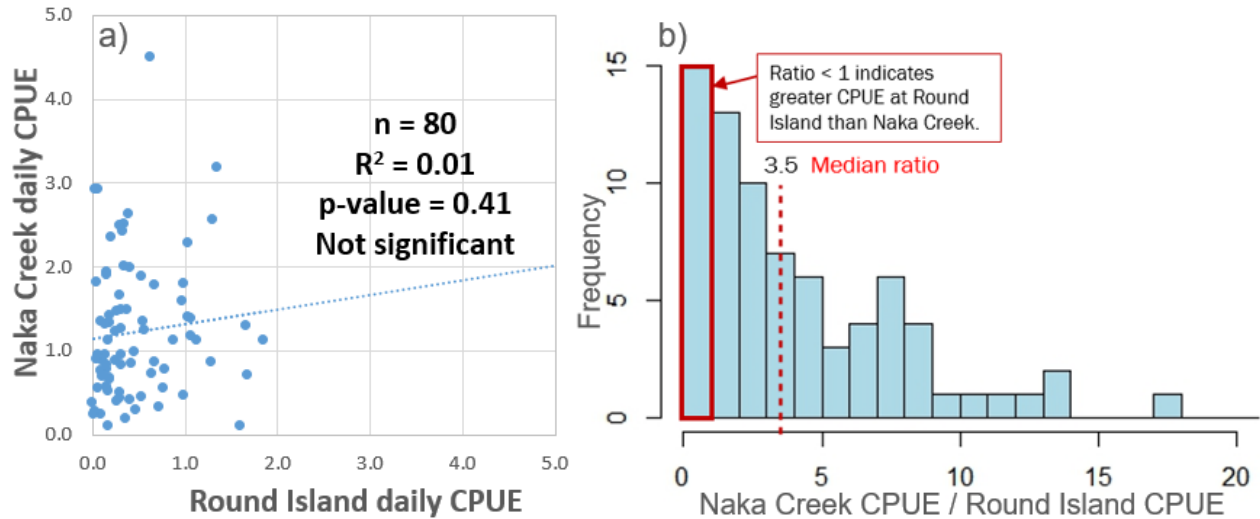 a)
Naka Creek daily CPUE
5.0
4.0
3.0
2.0
1.0
0.0
n = 80
R² = 0.01
p-value = 0.41
Not significant
0.0 1.0 2.0 3.0 4.0 5.0
Round Island daily CPUE
b)
Frequency
15
10
5
0
Ratio < 1 indicates
greater CPUE at Round
Island than Naka Creek.
3.5 Median ratio
0 5 10 15 20
Naka Creek CPUE / Round Island CPUE